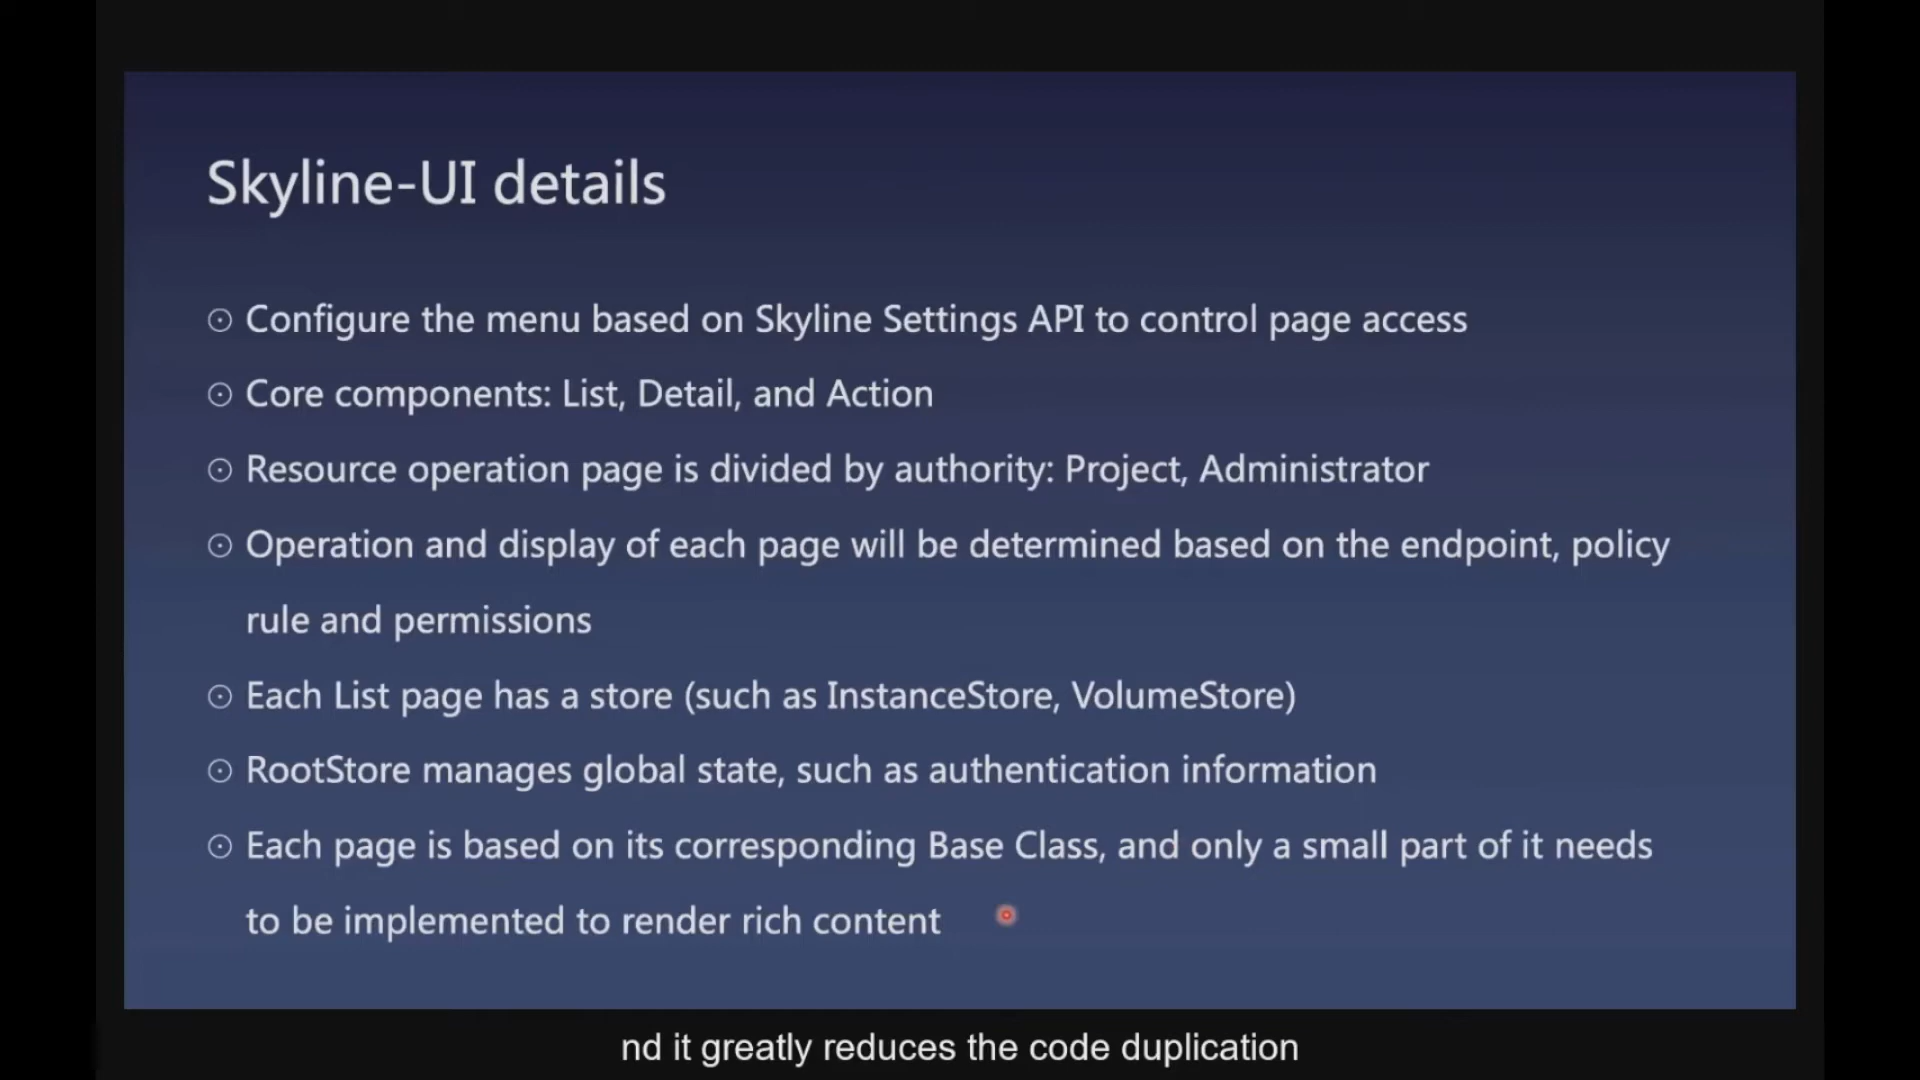 Skyline-UI details
⊙ Configure the menu based on Skyline Settings API to control page access
⊙ Core components: List, Detail, and Action
⊙ Resource operation page is divided by authority: Project, Administrator
⊙ Operation and display of each page will be determined based on the endpoint, policy
rule and permissions
⊙ Each List page has a store (such as InstanceStore, VolumeStore)
⊙ RootStore manages global state, such as authentication information
⊙ Each page is based on its corresponding Base Class, and only a small part of it needs
to be implemented to render rich content
nd it greatly reduces the code duplication